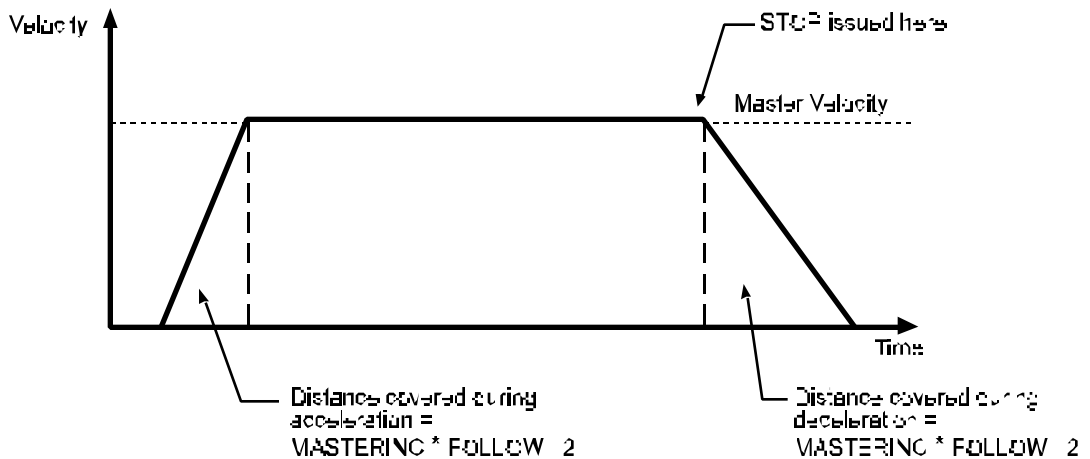 Velocity
STOP issued here
Master Velocity
Time
Distance covered during
acceleration =
MASTERINC * FOLLOW 2
Distance covered during
deceleration =
MASTERINC * FOLLOW 2